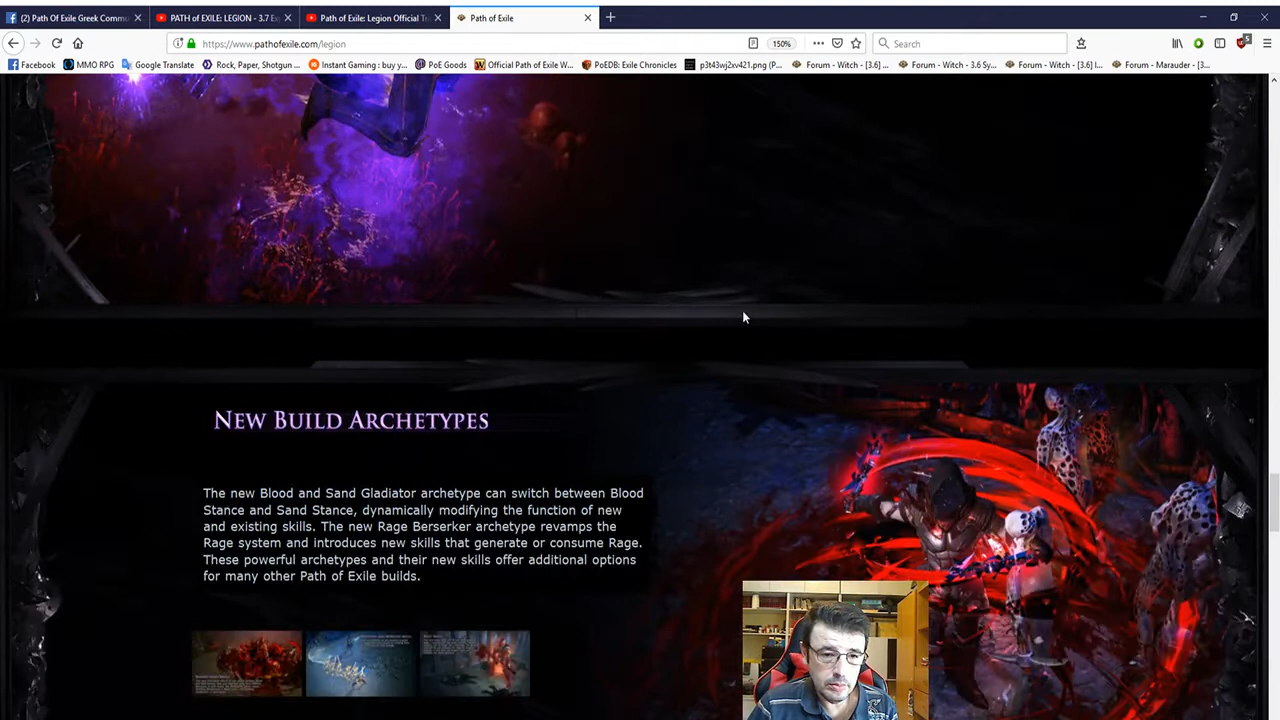 (2) Path Of Exile Greek Commu
PATH of EXILE: LEGION - 3.7 Ex
Path of Exile: Legion Official Tr
Path of Exile
https://www.pathofexile.com/legion
150%
Search
5
Facebook
MMO RPG
Google Translate
Rock, Paper, Shotgun ...
Instant Gaming : buy y...
PoE Goods
Official Path of Exile W...
PoEDB: Exile Chronicles
p3t43wj2xv421.png (P...
Forum - Witch - [3.6] ...
Forum - Witch - [3.6 Sy...
Forum - Witch - [3.6] I...
Forum - Marauder - [3...
NEW BUILD ARCHETYPES
The new Blood and Sand Gladiator archetype can switch between Blood
Stance and Sand Stance, dynamically modifying the function of new
and existing skills. The new Rage Berserker archetype revamps the
Rage system and introduces new skills that generate or consume Rage.
These powerful archetypes and their new skills offer additional options
for many other Path of Exile builds.